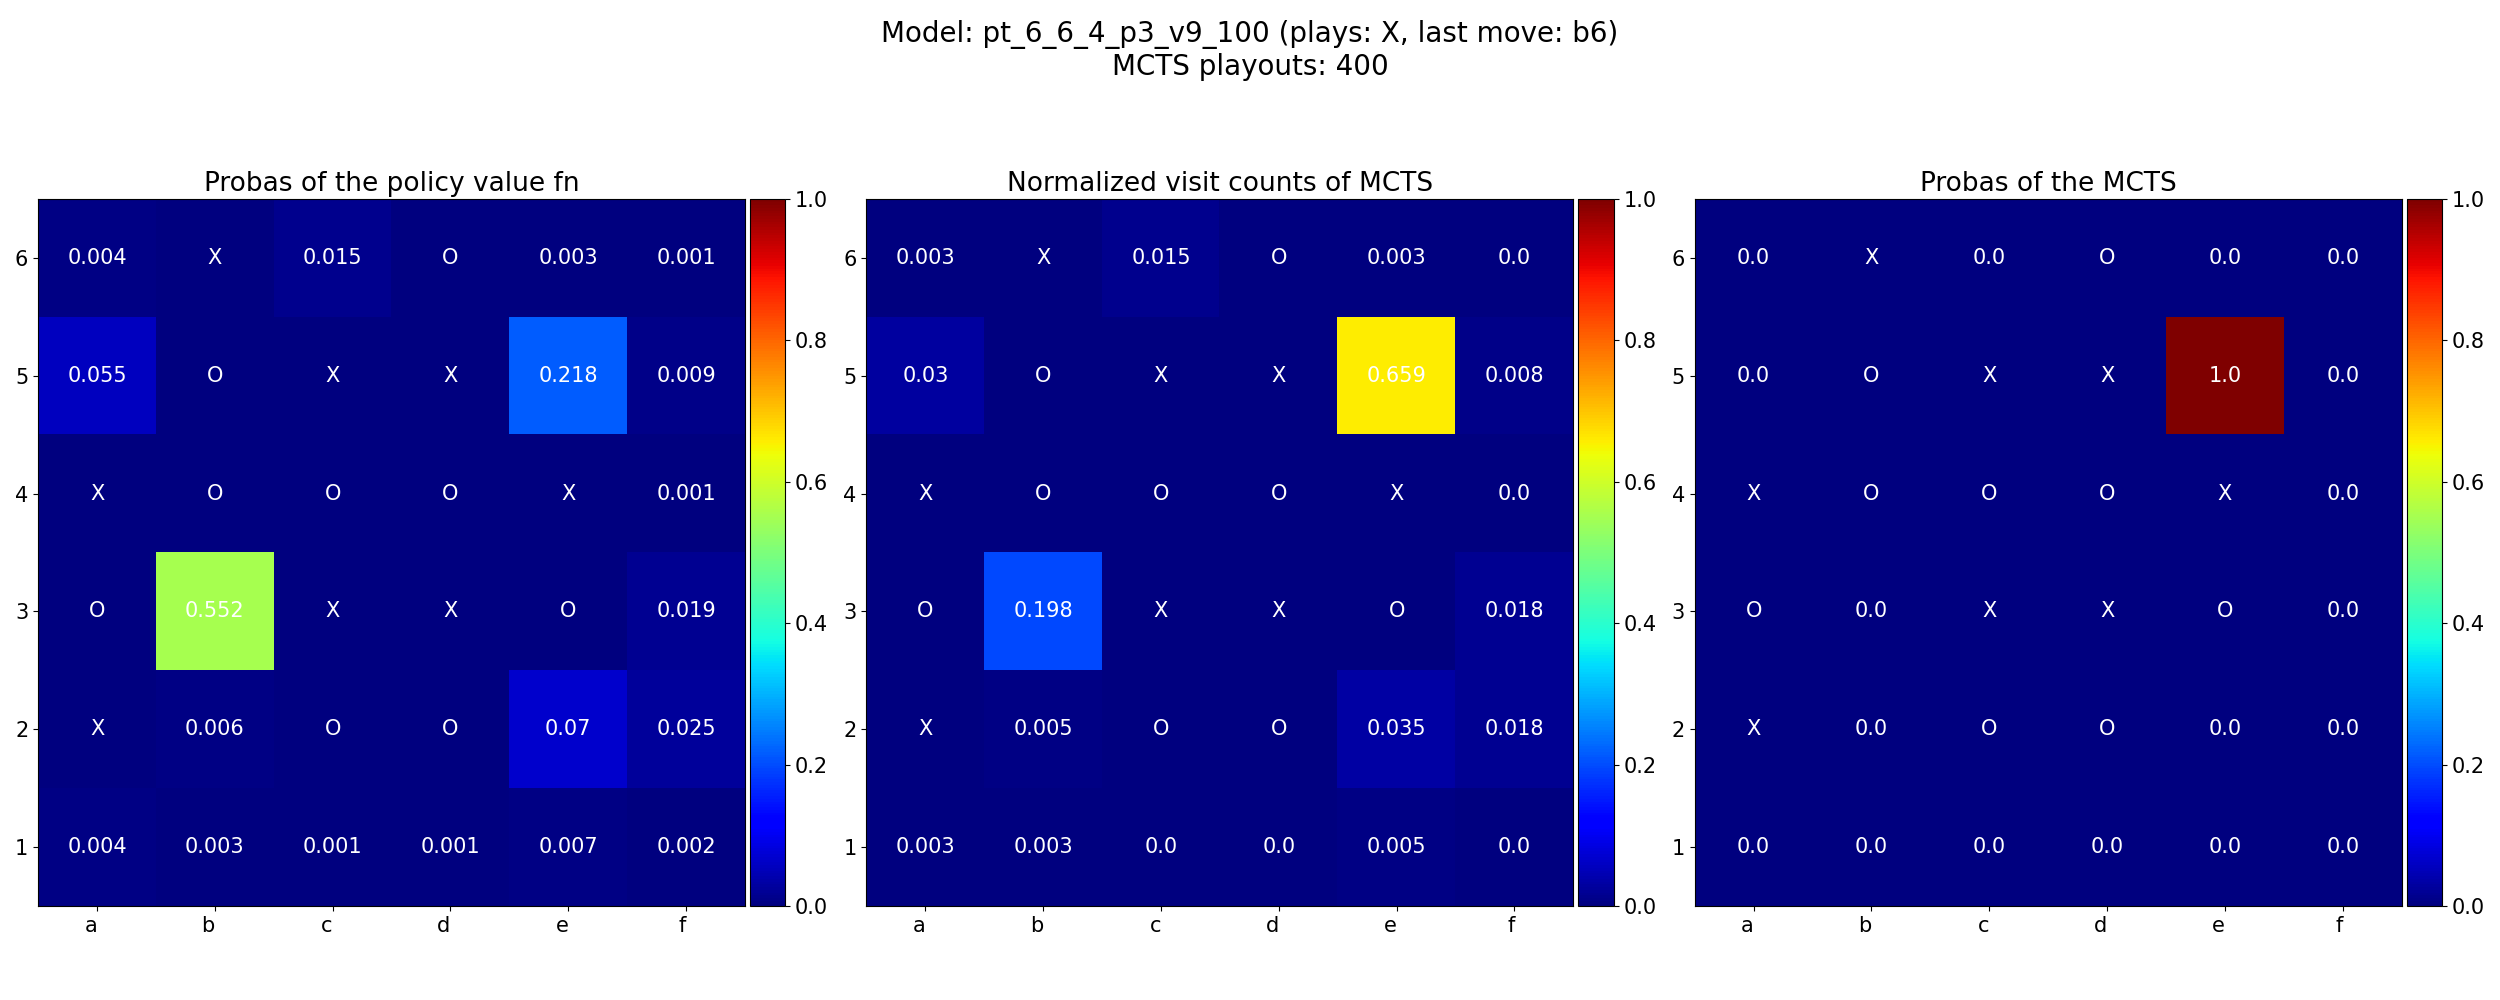 Model: pt_6_6_4_p3_v9_100 (plays: X, last move: b6)
MCTS playouts: 400
Probas of the policy value fn
6 0.004 X 0.015 O 0.003 0.001
5 0.055 O X X 0.218 0.009
4 X O O O X 0.001
3 O 0.552 X X O 0.019
2 X 0.006 O O 0.07 0.025
1 0.004 0.003 0.001 0.001 0.007 0.002
a b c d e f
1.0
0.8
0.6
0.4
0.2
0.0
Normalized visit counts of MCTS
6 0.003 X 0.015 O 0.003 0.0
5 0.03 O X X 0.659 0.008
4 X O O O X 0.0
3 O 0.198 X X O 0.018
2 X 0.005 O O 0.035 0.018
1 0.003 0.003 0.0 0.0 0.005 0.0
a b c d e f
1.0
0.8
0.6
0.4
0.2
0.0
Probas of the MCTS
6 0.0 X 0.0 O 0.0 0.0
5 0.0 O X X 1.0 0.0
4 X O O O X 0.0
3 O 0.0 X X O 0.0
2 X 0.0 O O 0.0 0.0
1 0.0 0.0 0.0 0.0 0.0 0.0
a b c d e f
1.0
0.8
0.6
0.4
0.2
0.0